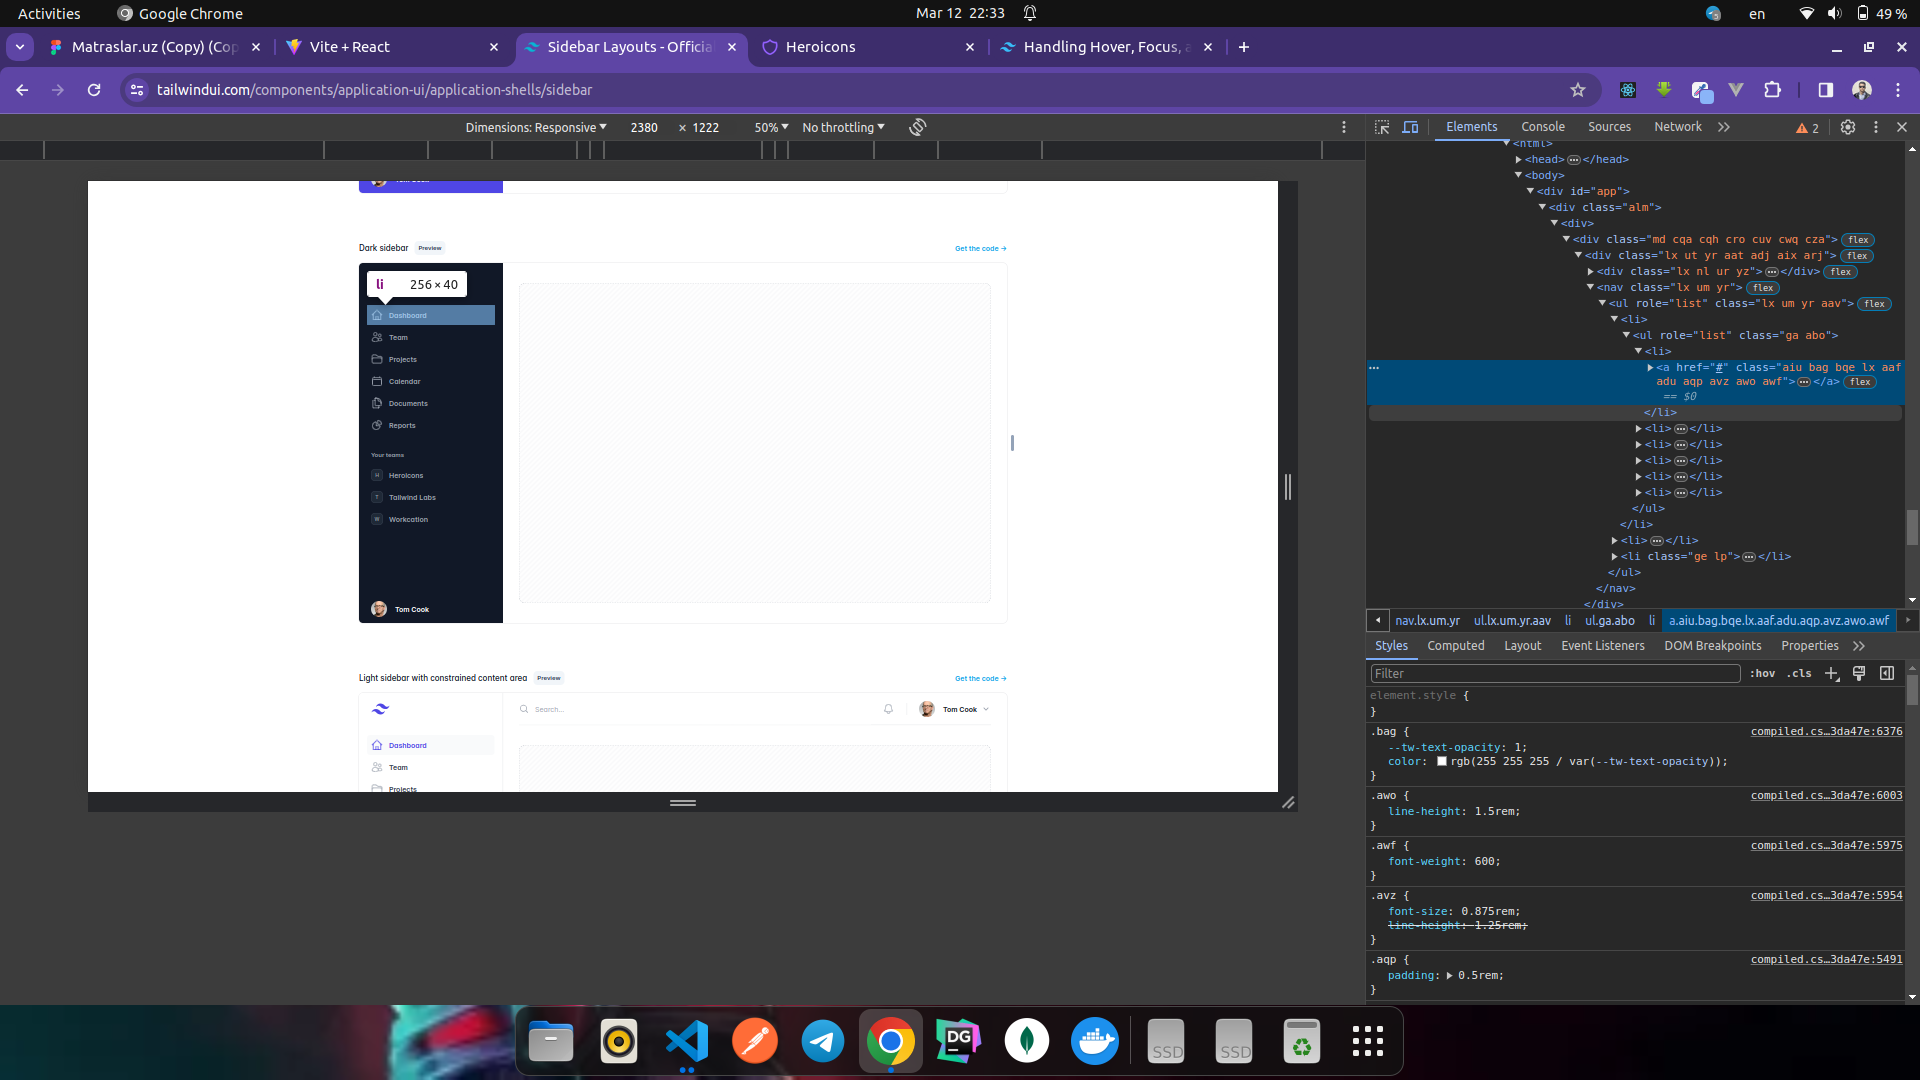 Activities
Google Chrome
Mar 12 22:33
en
49 %
Matraslar.uz (Copy) (Cop
Vite + React
Sidebar Layouts - Official
Heroicons
Handling Hover, Focus, a
tailwindui.com/components/application-ui/application-shells/sidebar
Dimensions: Responsive
2380 × 1222
50%
No throttling
Elements
Console
Sources
Network
2
Dark sidebar
Preview
Get the code →
li 256 × 40
Dashboard
Team
Projects
Calendar
Documents
Reports
Your teams
H Heroicons
T Tailwind Labs
W Workcation
Tom Cook
Light sidebar with constrained content area
Preview
Get the code →
Search...
Tom Cook
Dashboard
Team
Projects
<html>
<head>…</head>
<body>
<div id="app">
<div class="alm">
<div>
<div class="md cqa cqh cro cuv cwq cza"> flex
<div class="lx ut yr aat adj aix arj"> flex
<div class="lx nl ur yz">…</div> flex
<nav class="lx um yr"> flex
<ul role="list" class="lx um yr aav"> flex
<li>
<ul role="list" class="ga abo">
<li>
<a href="#" class="aiu bag bqe lx aaf
adu aqp avz awo awf">…</a> flex
== $0
</li>
<li>…</li>
<li>…</li>
<li>…</li>
<li>…</li>
<li>…</li>
</ul>
</li>
<li>…</li>
<li class="ge lp">…</li>
</ul>
</nav>
</div>
nav.lx.um.yr ul.lx.um.yr.aav li ul.ga.abo li a.aiu.bag.bqe.lx.aaf.adu.aqp.avz.awo.awf
Styles Computed Layout Event Listeners DOM Breakpoints Properties
Filter
:hov .cls
element.style {
}
.bag { compiled.cs…3da47e:6376
--tw-text-opacity: 1;
color: rgb(255 255 255 / var(--tw-text-opacity));
}
.awo { compiled.cs…3da47e:6003
line-height: 1.5rem;
}
.awf { compiled.cs…3da47e:5975
font-weight: 600;
}
.avz { compiled.cs…3da47e:5954
font-size: 0.875rem;
line-height: 1.25rem;
}
.aqp { compiled.cs…3da47e:5491
padding: 0.5rem;
}
DG
SSD
SSD